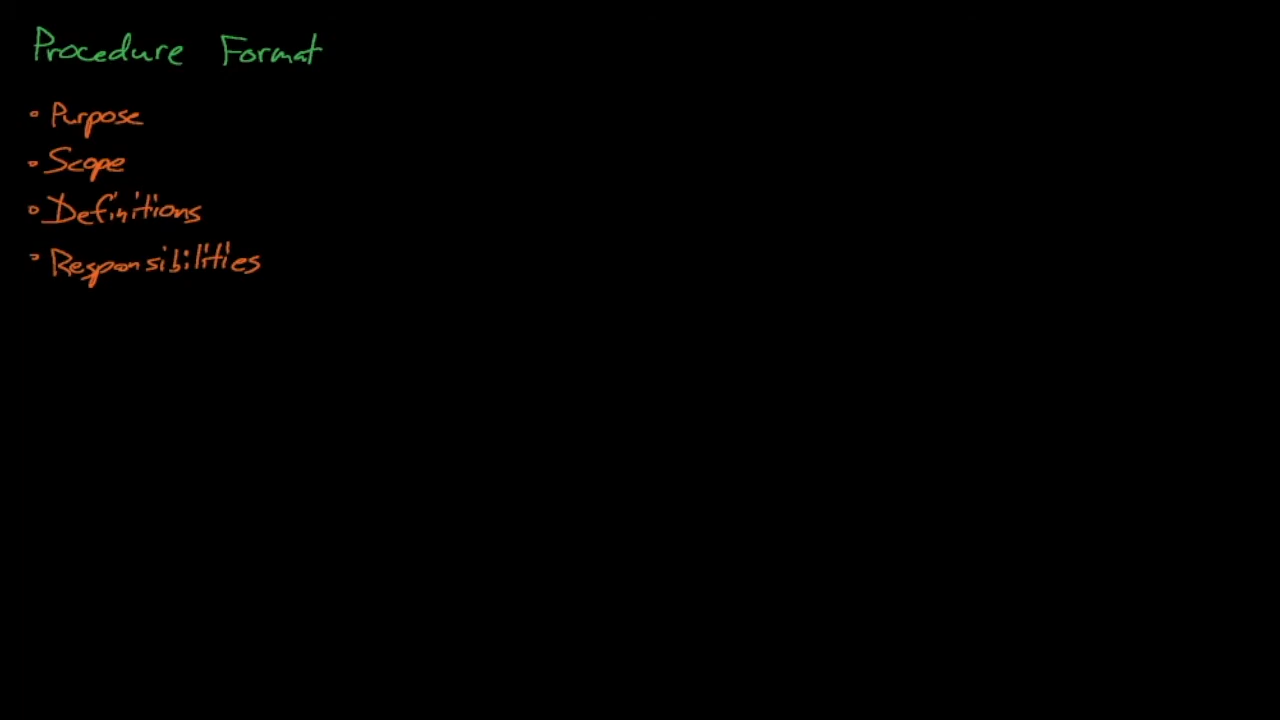 Procedure Format
• Purpose
• Scope
• Definitions
• Responsibilities